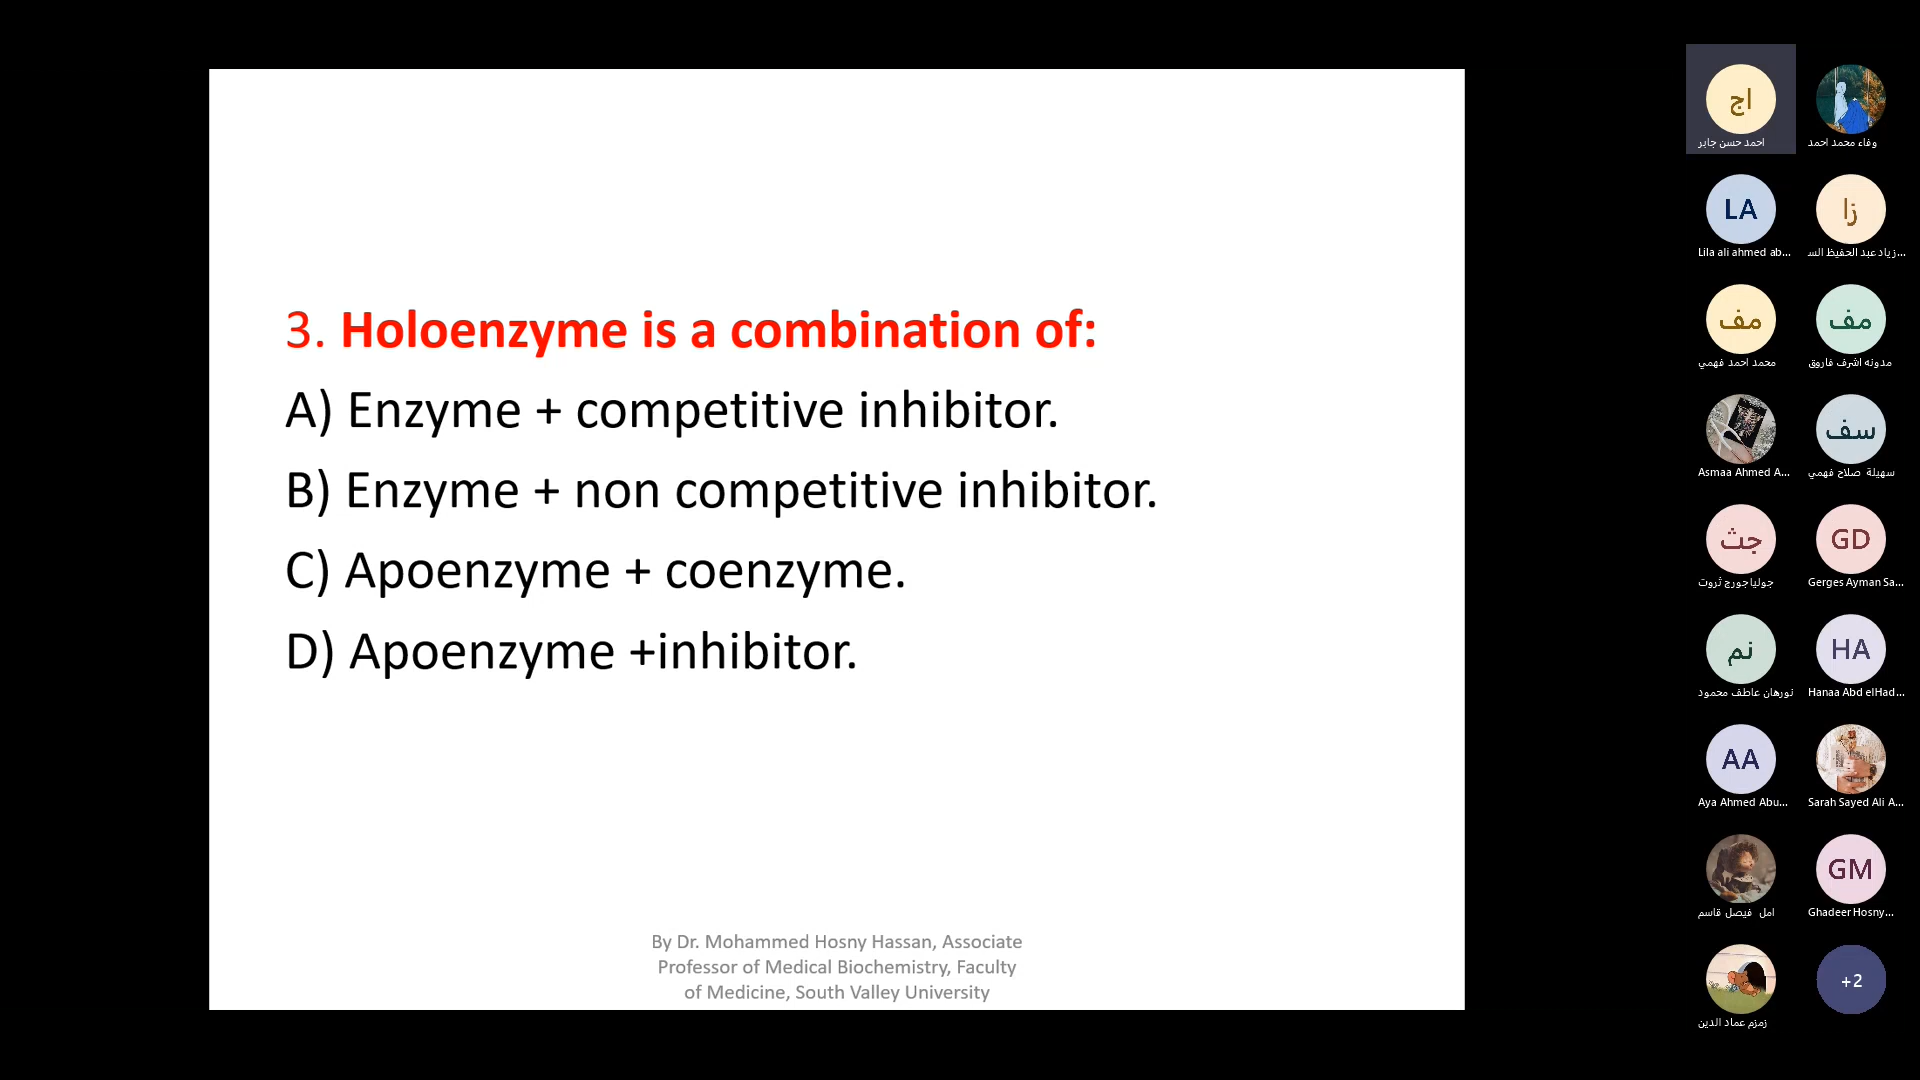 3. Holoenzyme is a combination of:
A) Enzyme + competitive inhibitor.
B) Enzyme + non competitive inhibitor.
C) Apoenzyme + coenzyme.
D) Apoenzyme +inhibitor.
By Dr. Mohammed Hosny Hassan, Associate
Professor of Medical Biochemistry, Faculty
of Medicine, South Valley University
اج
احمد حسن جابر
وفاء محمد احمد
LA
Lila ali ahmed ab...
زا
زياد عبد الحفيظ الس...
مف
محمد احمد فهمي
مف
مدونه اشرف فاروق
Asmaa Ahmed A...
سف
سهيلة صلاح فهمي
جث
جولياجورج ثروت
GD
Gerges Ayman Sa...
نم
نورهان عاطف محمود
HA
Hanaa Abd elHad...
AA
Aya Ahmed Abu...
Sarah Sayed Ali A...
امل فيصل قاسم
GM
Ghadeer Hosny...
زمزم عماد الدين
+2